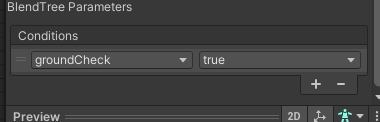 BlendTree Parameters
Conditions
groundCheck true
+ −
Preview 2D